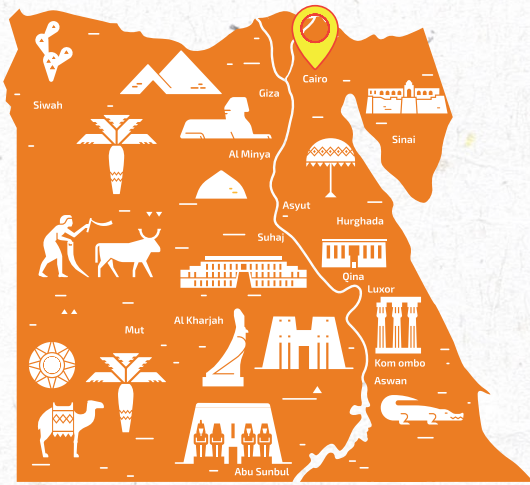 Cairo
Giza
Siwah
Sinai
Al Minya
Asyut
Hurghada
Suhaj
Qina
Luxor
Al Kharjah
Mut
Kom ombo
Aswan
Abu Sunbul